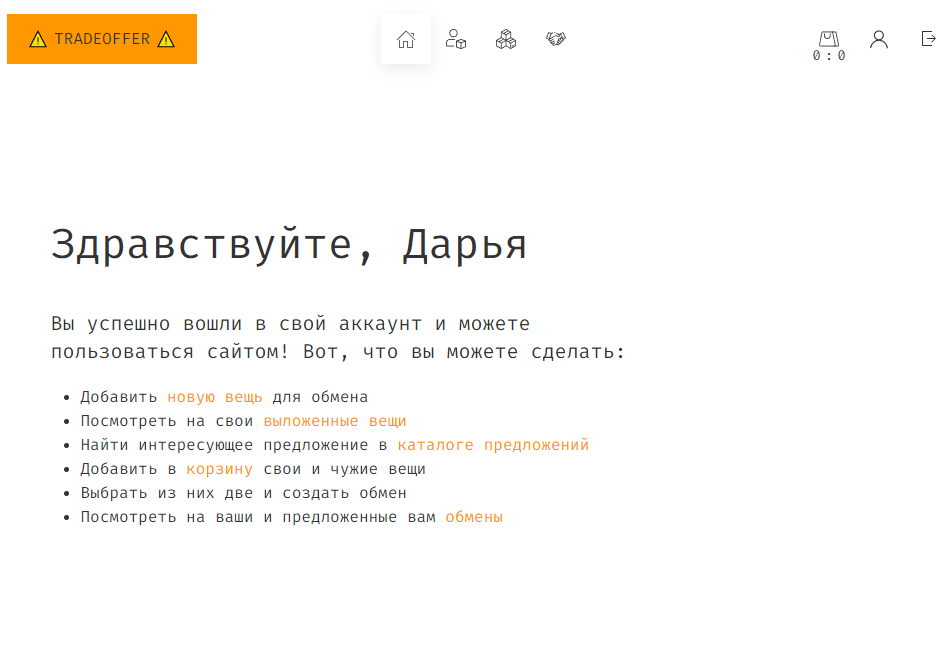 ⚠ TRADEOFFER ⚠
0 : 0
Здравствуйте, Дарья
Вы успешно вошли в свой аккаунт и можете
пользоваться сайтом! Вот, что вы можете сделать:
• Добавить новую вещь для обмена
• Посмотреть на свои выложенные вещи
• Найти интересующее предложение в каталоге предложений
• Добавить в корзину свои и чужие вещи
• Выбрать из них две и создать обмен
• Посмотреть на ваши и предложенные вам обмены